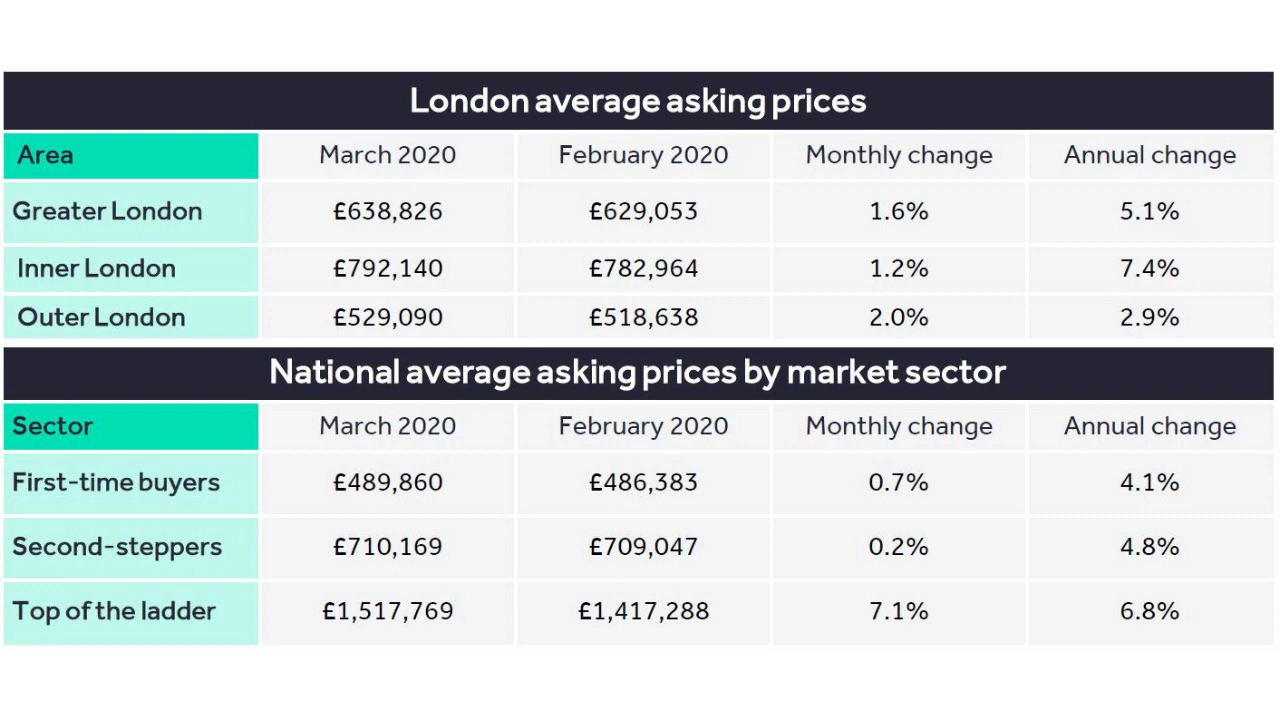 London average asking prices
Area March 2020 February 2020 Monthly change Annual change
Greater London £638,826 £629,053 1.6% 5.1%
Inner London £792,140 £782,964 1.2% 7.4%
Outer London £529,090 £518,638 2.0% 2.9%
National average asking prices by market sector
Sector March 2020 February 2020 Monthly change Annual change
First-time buyers £489,860 £486,383 0.7% 4.1%
Second-steppers £710,169 £709,047 0.2% 4.8%
Top of the ladder £1,517,769 £1,417,288 7.1% 6.8%